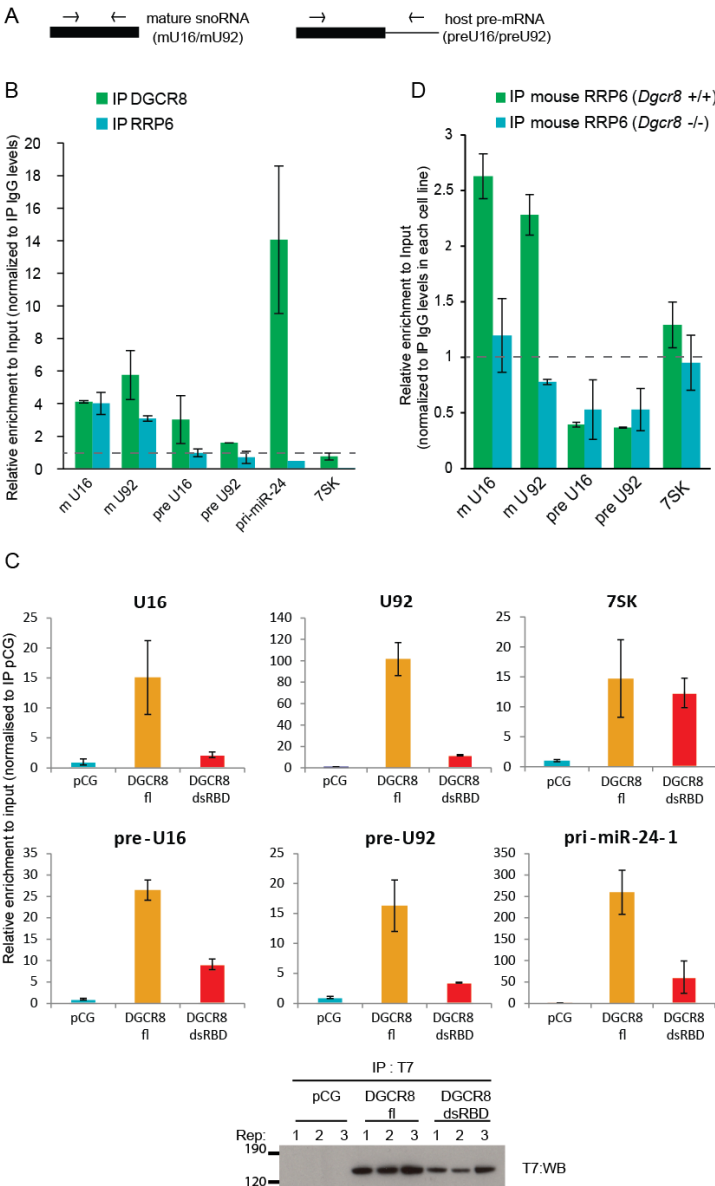 A
mature snoRNA
(mU16/mU92)
host pre-mRNA
(preU16/preU92)
B
IP DGCR8
IP RRP6
Relative enrichment to Input (normalized to IP IgG levels)
20
18
16
14
12
10
8
6
4
2
0
m U16
m U92
pre U16
pre U92
pri-miR-24
7SK
D
IP mouse RRP6 (Dgcr8 +/+)
IP mouse RRP6 (Dgcr8 -/-)
Relative enrichment to Input
(normalized to IP IgG levels in each cell line)
3
2.5
2
1.5
1
0.5
0
m U16
m U92
pre U16
pre U92
7SK
C
Relative enrichment to input (normalised to IP pCG)
U16
25
20
15
10
5
0
pCG
DGCR8
fl
DGCR8
dsRBD
U92
140
120
100
80
60
40
20
0
pCG
DGCR8
fl
DGCR8
dsRBD
7SK
25
20
15
10
5
0
pCG
DGCR8
fl
DGCR8
dsRBD
pre-U16
35
30
25
20
15
10
5
0
pCG
DGCR8
fl
DGCR8
dsRBD
pre-U92
25
20
15
10
5
0
pCG
DGCR8
fl
DGCR8
dsRBD
pri-miR-24-1
350
300
250
200
150
100
50
0
pCG
DGCR8
fl
DGCR8
dsRBD
IP : T7
pCG
DGCR8
fl
DGCR8
dsRBD
Rep: 1 2 3 1 2 3 1 2 3
190
120
T7:WB